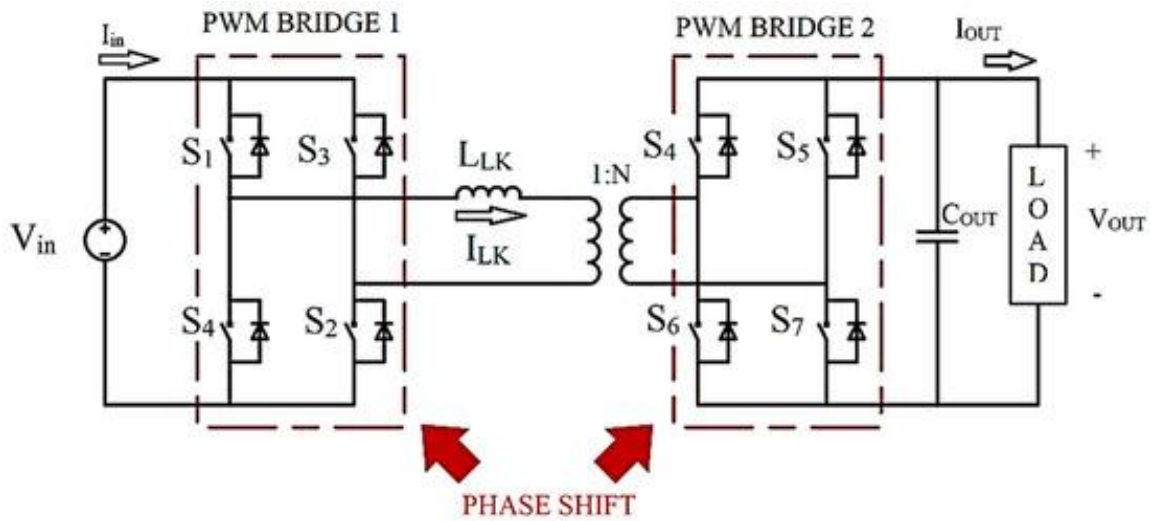 PWM BRIDGE 1
PWM BRIDGE 2
Iin
IOUT
S1
S3
S4
S5
LLK
1:N
Vin
ILK
COUT
LOAD
+
VOUT
-
S4
S2
S6
S7
PHASE SHIFT